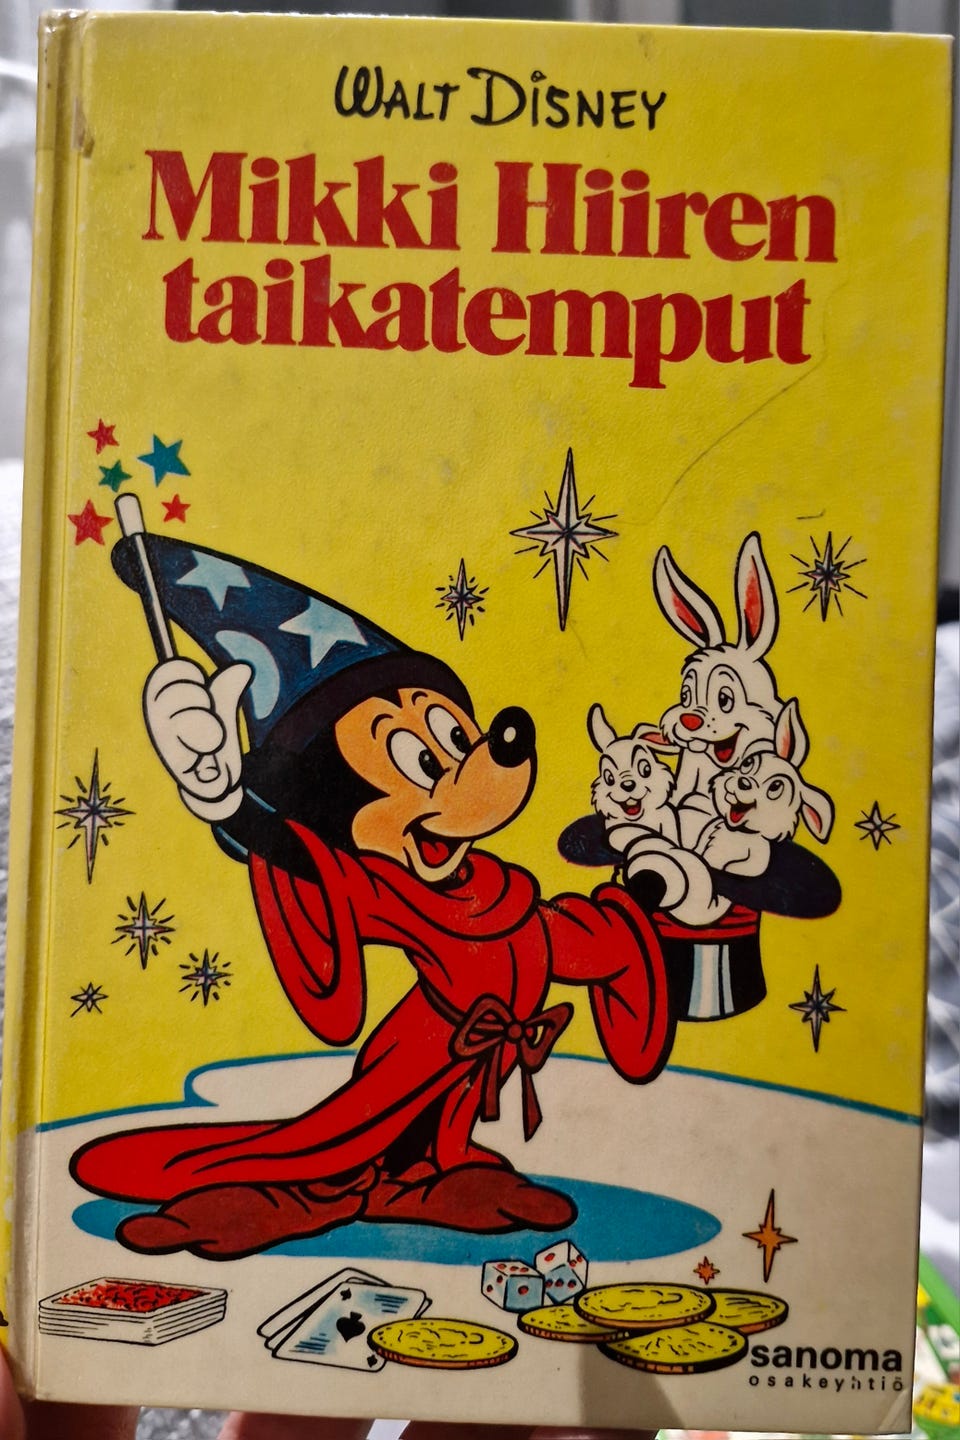 WALT DISNEY
Mikki Hiiren
taikatemput
sanoma
osakeyhtiö